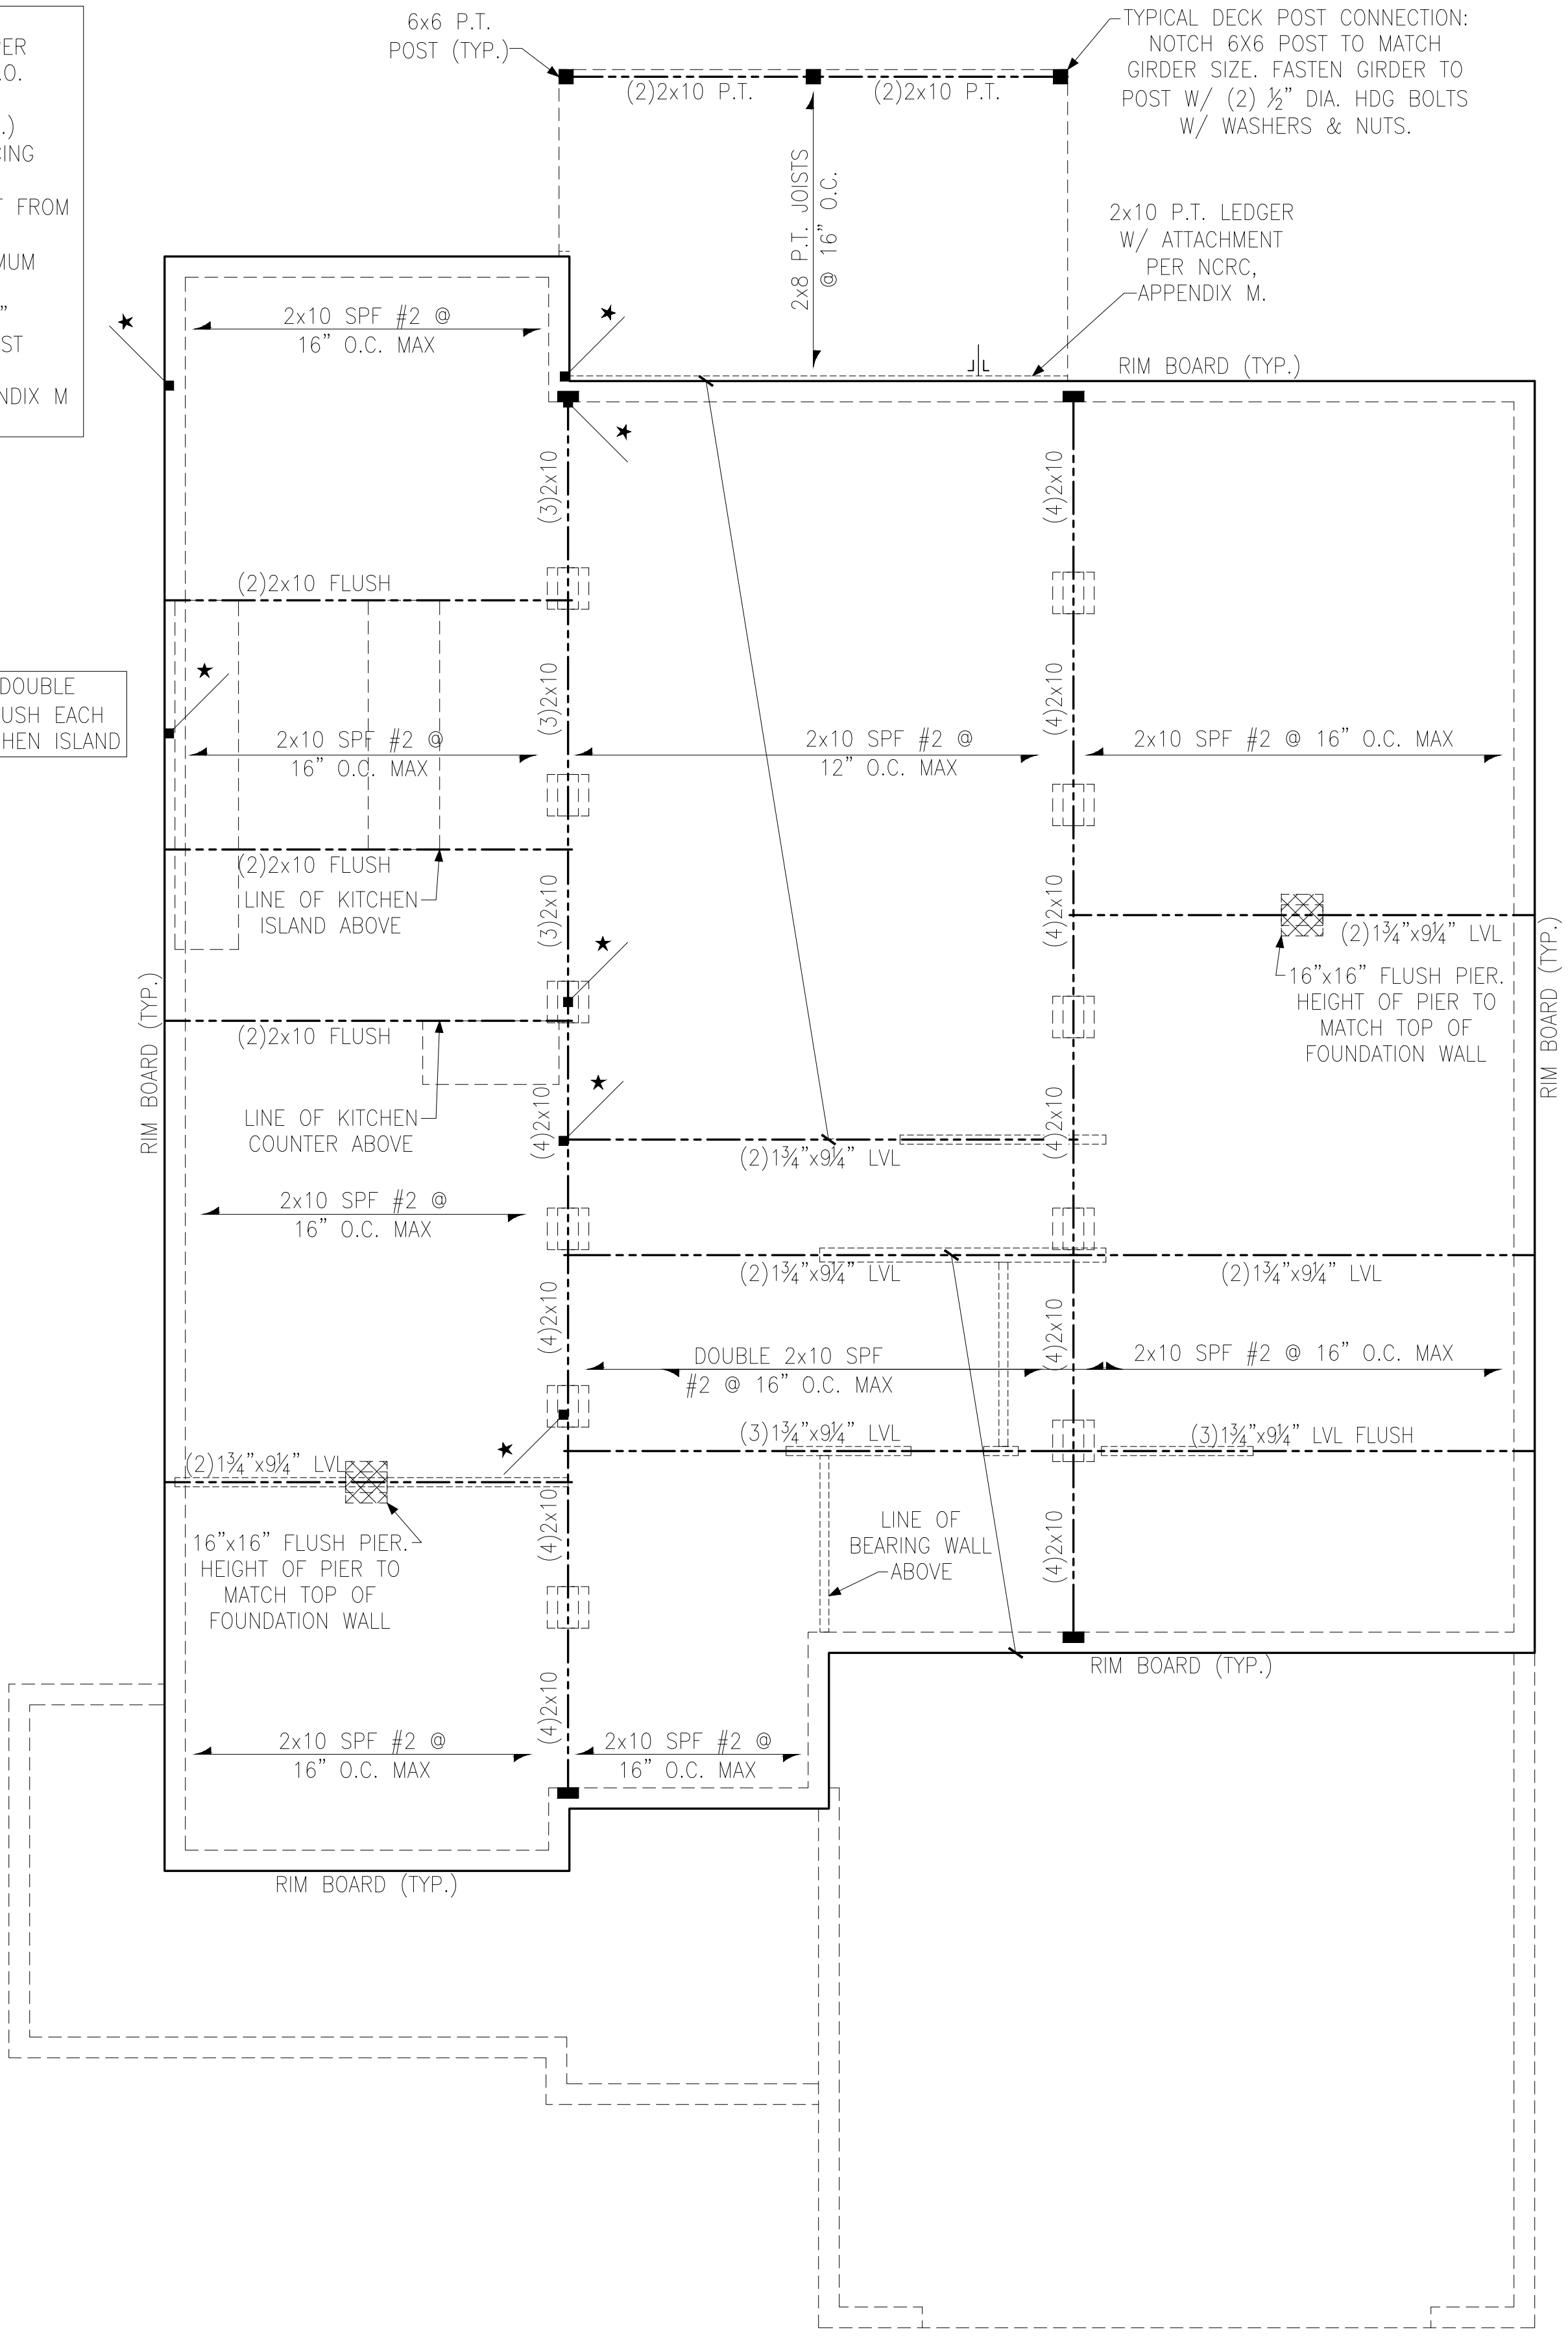 ER
.O.
.)
CING
T FROM
MUM
"
ST
NDIX M
DOUBLE
USH EACH
HEN ISLAND
6x6 P.T.
POST (TYP.)
(2)2x10 P.T.
(2)2x10 P.T.
TYPICAL DECK POST CONNECTION:
NOTCH 6X6 POST TO MATCH
GIRDER SIZE. FASTEN GIRDER TO
POST W/ (2) ½" DIA. HDG BOLTS
W/ WASHERS & NUTS.
2x8 P.T. JOISTS
@ 16" O.C.
2x10 P.T. LEDGER
W/ ATTACHMENT
PER NCRC,
APPENDIX M.
RIM BOARD (TYP.)
2x10 SPF #2 @
16" O.C. MAX
★
★
★
(3)2x10
(4)2x10
(2)2x10 FLUSH
★
(3)2x10
(4)2x10
2x10 SPF #2 @
16" O.C. MAX
2x10 SPF #2 @
12" O.C. MAX
2x10 SPF #2 @ 16" O.C. MAX
(2)2x10 FLUSH
LINE OF KITCHEN
ISLAND ABOVE
(3)2x10
★
(4)2x10
(2)1¾"x9¼" LVL
16"x16" FLUSH PIER.
HEIGHT OF PIER TO
MATCH TOP OF
FOUNDATION WALL
RIM BOARD (TYP.)
RIM BOARD (TYP.)
(2)2x10 FLUSH
LINE OF KITCHEN
COUNTER ABOVE
★
(4)2x10
(4)2x10
(2)1¾"x9¼" LVL
2x10 SPF #2 @
16" O.C. MAX
(2)1¾"x9¼" LVL
(2)1¾"x9¼" LVL
(4)2x10
(4)2x10
DOUBLE 2x10 SPF
#2 @ 16" O.C. MAX
2x10 SPF #2 @ 16" O.C. MAX
(3)1¾"x9¼" LVL
(3)1¾"x9¼" LVL FLUSH
★
(2)1¾"x9¼" LVL
16"x16" FLUSH PIER.
HEIGHT OF PIER TO
MATCH TOP OF
FOUNDATION WALL
(4)2x10
LINE OF
BEARING WALL
ABOVE
(4)2x10
RIM BOARD (TYP.)
(4)2x10
2x10 SPF #2 @
16" O.C. MAX
2x10 SPF #2 @
16" O.C. MAX
RIM BOARD (TYP.)